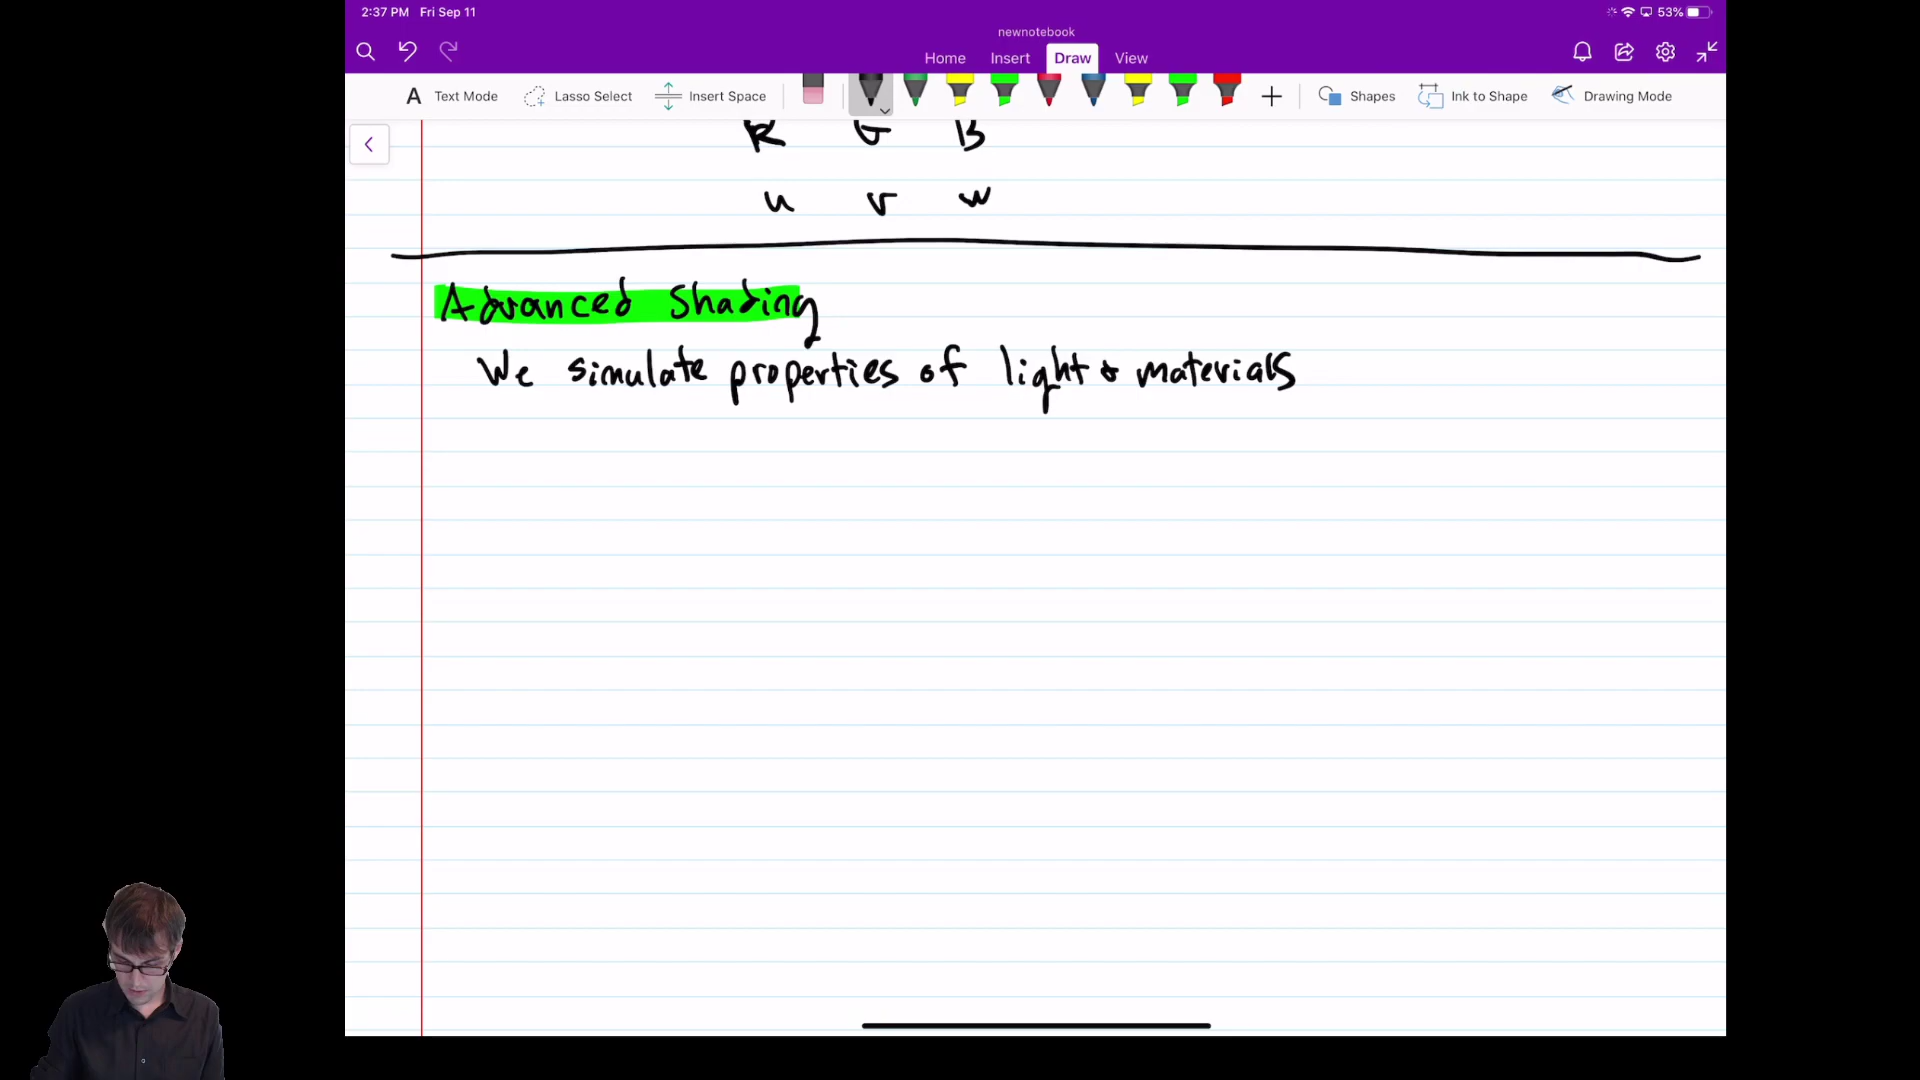 2:37 PM Fri Sep 11
53%
newnotebook
Home Insert Draw View
A Text Mode Lasso Select Insert Space Shapes Ink to Shape Drawing Mode
R G B
u v w
Advanced Shading
We simulate properties of light & materials